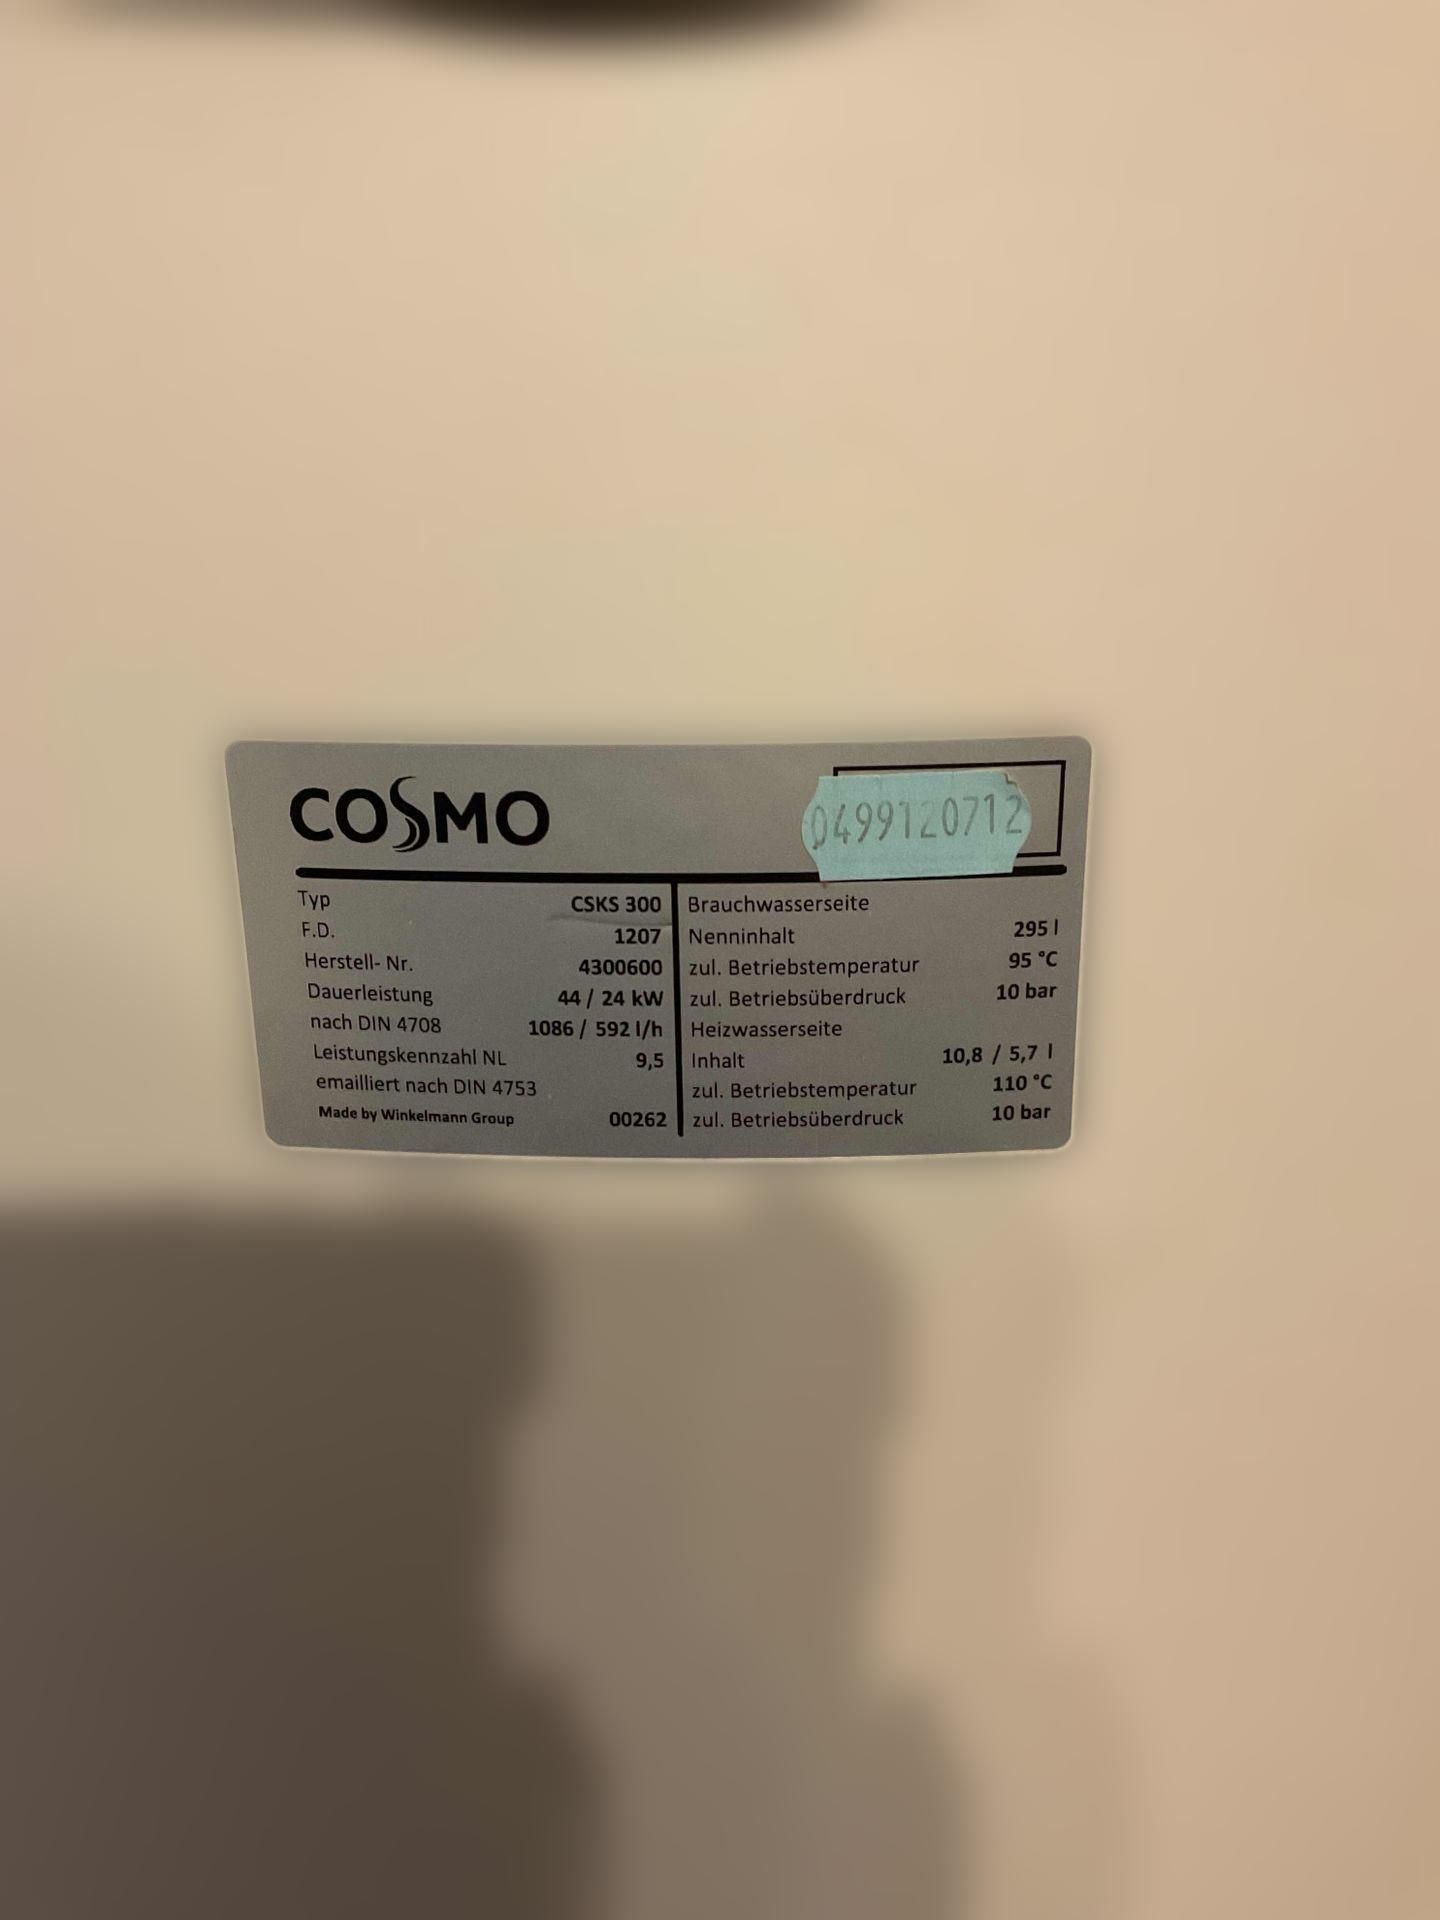 COSMO
0499120712
Typ CSKS 300
F.D. 1207
Herstell- Nr. 4300600
Dauerleistung 44 / 24 kW
nach DIN 4708 1086 / 592 l/h
Leistungskennzahl NL 9,5
emailliert nach DIN 4753
Made by Winkelmann Group 00262
Brauchwasserseite
Nenninhalt 295 l
zul. Betriebstemperatur 95 °C
zul. Betriebsüberdruck 10 bar
Heizwasserseite
Inhalt 10,8 / 5,7 l
zul. Betriebstemperatur 110 °C
zul. Betriebsüberdruck 10 bar